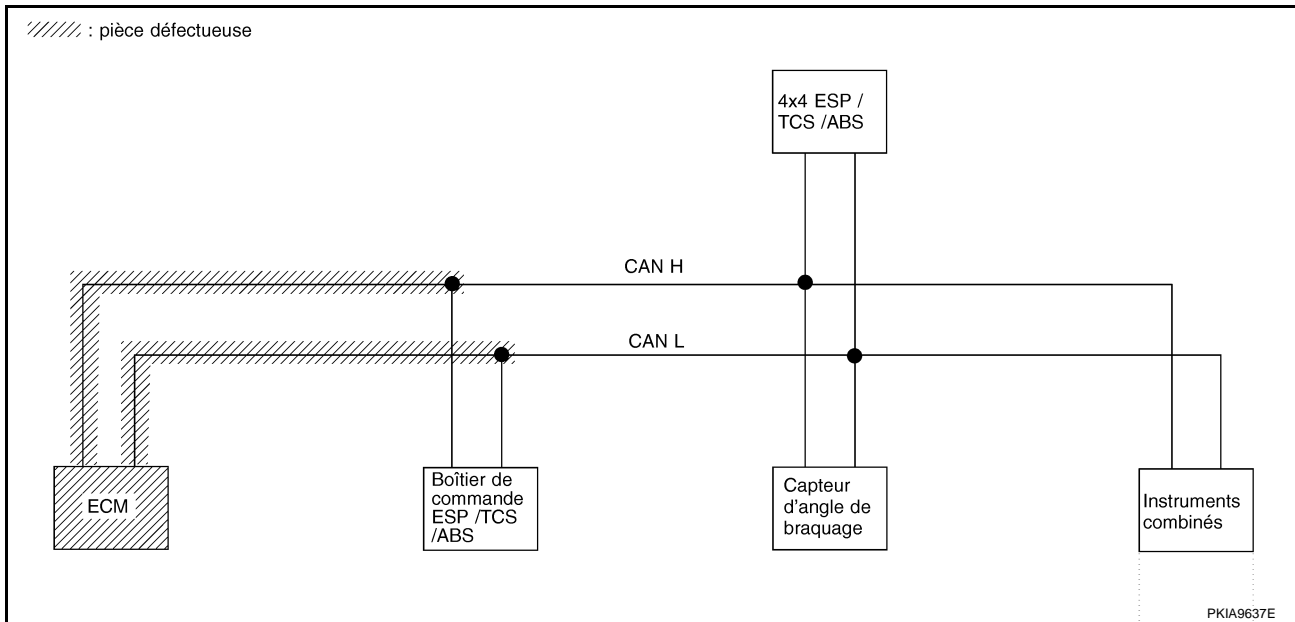 : pièce défectueuse
4x4 ESP /
TCS /ABS
CAN H
CAN L
ECM
Boîtier de
commande
ESP /TCS
/ABS
Capteur
d'angle de
braquage
Instruments
combinés
PKIA9637E